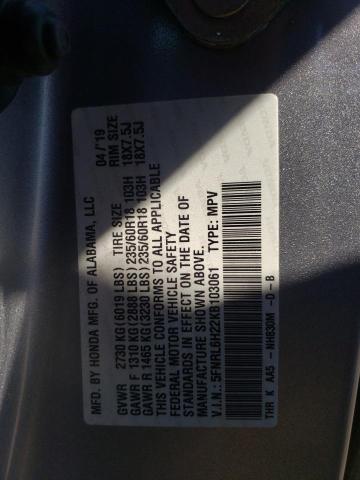 MFD. BY HONDA MFG. OF ALABAMA, LLC 04/'19
TIRE SIZE RIM SIZE
GVWR 2730 KG(6019 LBS)
GAWR F 1310 KG(2888 LBS)235/60R18 103H 18X7.5J
GAWR R 1465 KG(3230 LBS)235/60R18 103H 18X7.5J
THIS VEHICLE CONFORMS TO ALL APPLICABLE
FEDERAL MOTOR VEHICLE SAFETY
STANDARDS IN EFFECT ON THE DATE OF
MANUFACTURE SHOWN ABOVE.
V.I.N.: 5FNRL6H22KB103061 TYPE: MPV
THR K AA5 -NH830M -D -B